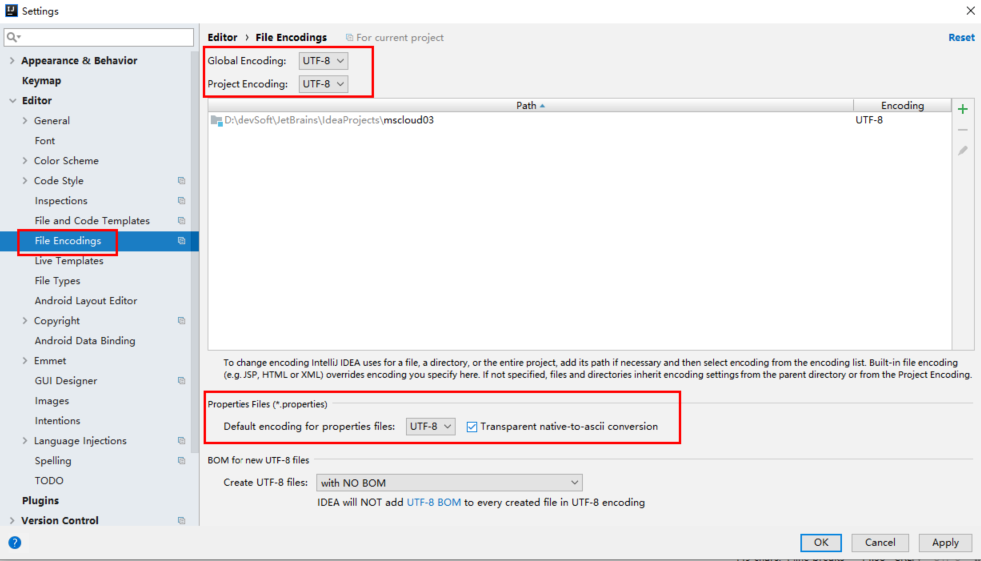 Settings
Appearance & Behavior
Keymap
Editor
General
Font
Color Scheme
Code Style
Inspections
File and Code Templates
File Encodings
Live Templates
File Types
Android Layout Editor
Copyright
Android Data Binding
Emmet
GUI Designer
Images
Intentions
Language Injections
Spelling
TODO
Plugins
Version Control
Editor › File Encodings For current project Reset
Global Encoding: UTF-8
Project Encoding: UTF-8
Path Encoding
D:\devSoft\JetBrains\IdeaProjects\mscloud03 UTF-8
To change encoding IntelliJ IDEA uses for a file, a directory, or the entire project, add its path if necessary and then select encoding from the encoding list. Built-in file encoding
(e.g. JSP, HTML or XML) overrides encoding you specify here. If not specified, files and directories inherit encoding settings from the parent directory or from the Project Encoding.
Properties Files (*.properties)
Default encoding for properties files: UTF-8 Transparent native-to-ascii conversion
BOM for new UTF-8 files
Create UTF-8 files: with NO BOM
IDEA will NOT add UTF-8 BOM to every created file in UTF-8 encoding
? OK Cancel Apply